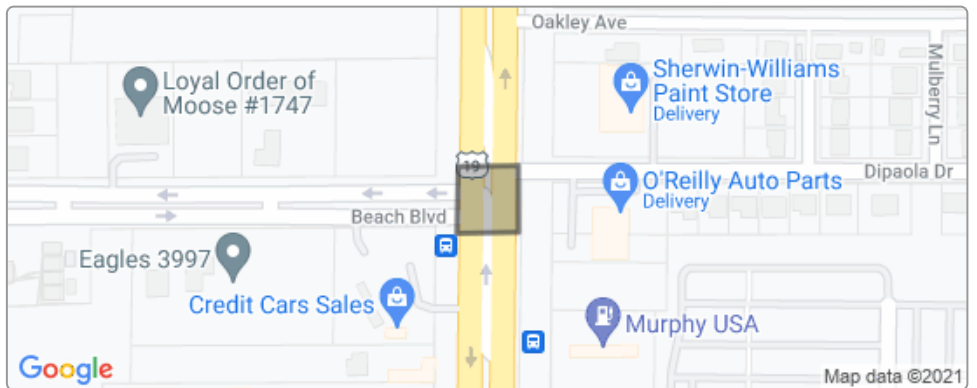 Oakley Ave
Loyal Order of
Moose #1747
Sherwin-Williams
Paint Store
Delivery
Mulberry Ln
19
Dipaola Dr
O'Reilly Auto Parts
Delivery
Beach Blvd
Eagles 3997
Credit Cars Sales
Murphy USA
Google
Map data ©2021